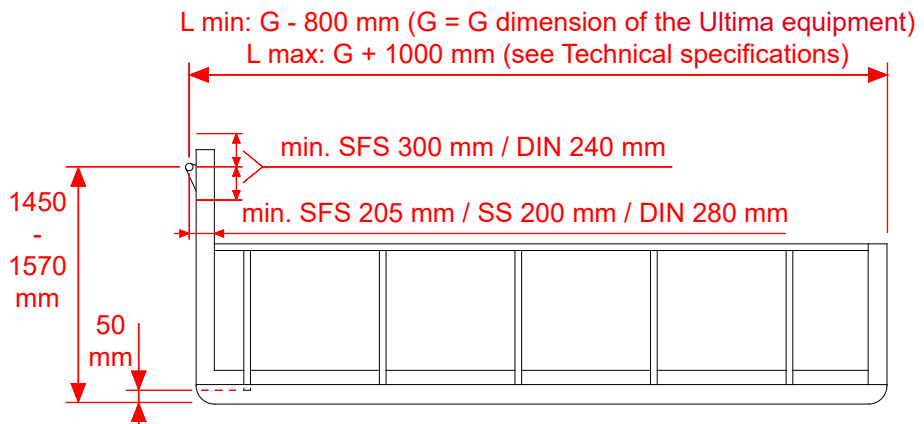 L min: G - 800 mm (G = G dimension of the Ultima equipment)
L max: G + 1000 mm (see Technical specifications)
min. SFS 300 mm / DIN 240 mm
1450
-
1570
mm
min. SFS 205 mm / SS 200 mm / DIN 280 mm
50
mm